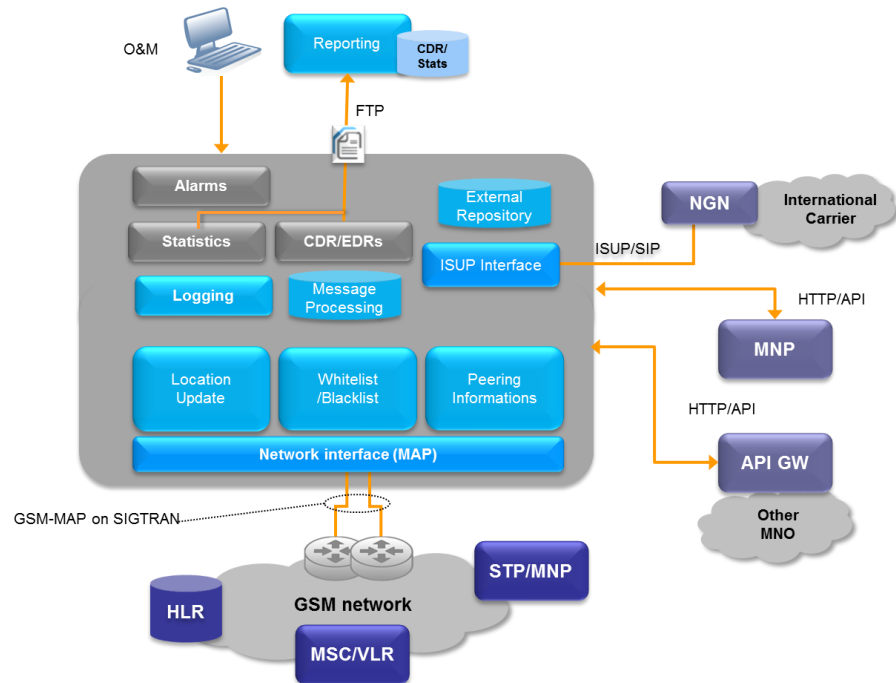 O&M
Reporting
CDR/
Stats
FTP
Alarms
External
Repository
NGN
International
Carrier
Statistics
CDR/EDRs
ISUP Interface
ISUP/SIP
Logging
Message
Processing
HTTP/API
MNP
Location
Update
Whitelist
/Blacklist
Peering
Informations
HTTP/API
Network interface (MAP)
API GW
GSM-MAP on SIGTRAN
Other
MNO
STP/MNP
HLR
GSM network
MSC/VLR